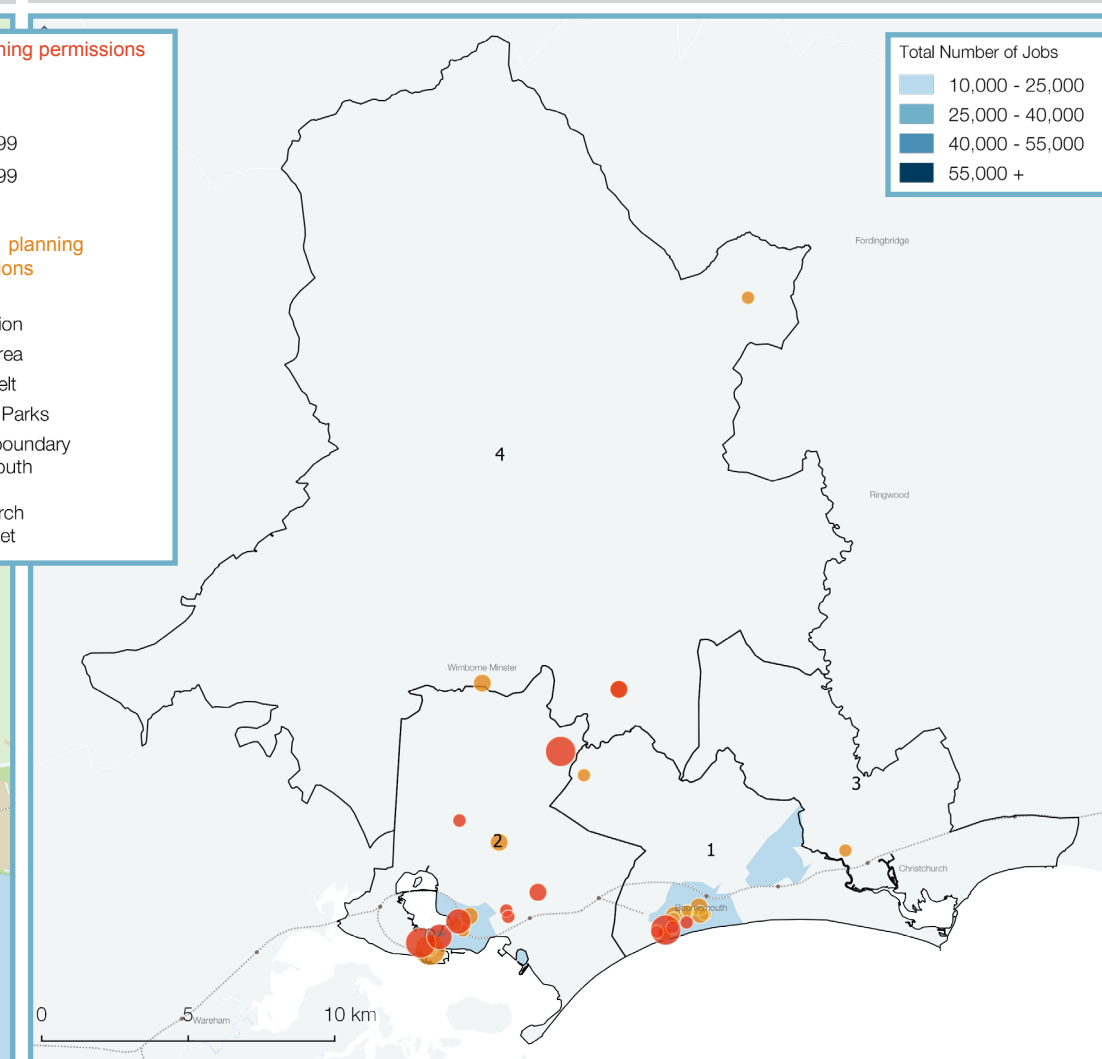 ning permissions
99
99
planning
ions
ion
rea
elt
Parks
boundary
outh
rch
et
Total Number of Jobs
10,000 - 25,000
25,000 - 40,000
40,000 - 55,000
55,000 +
Fordingbridge
4
Ringwood
Wimborne Minster
3
2
1
Christchurch
Bournemouth
0
5
10 km
Wareham